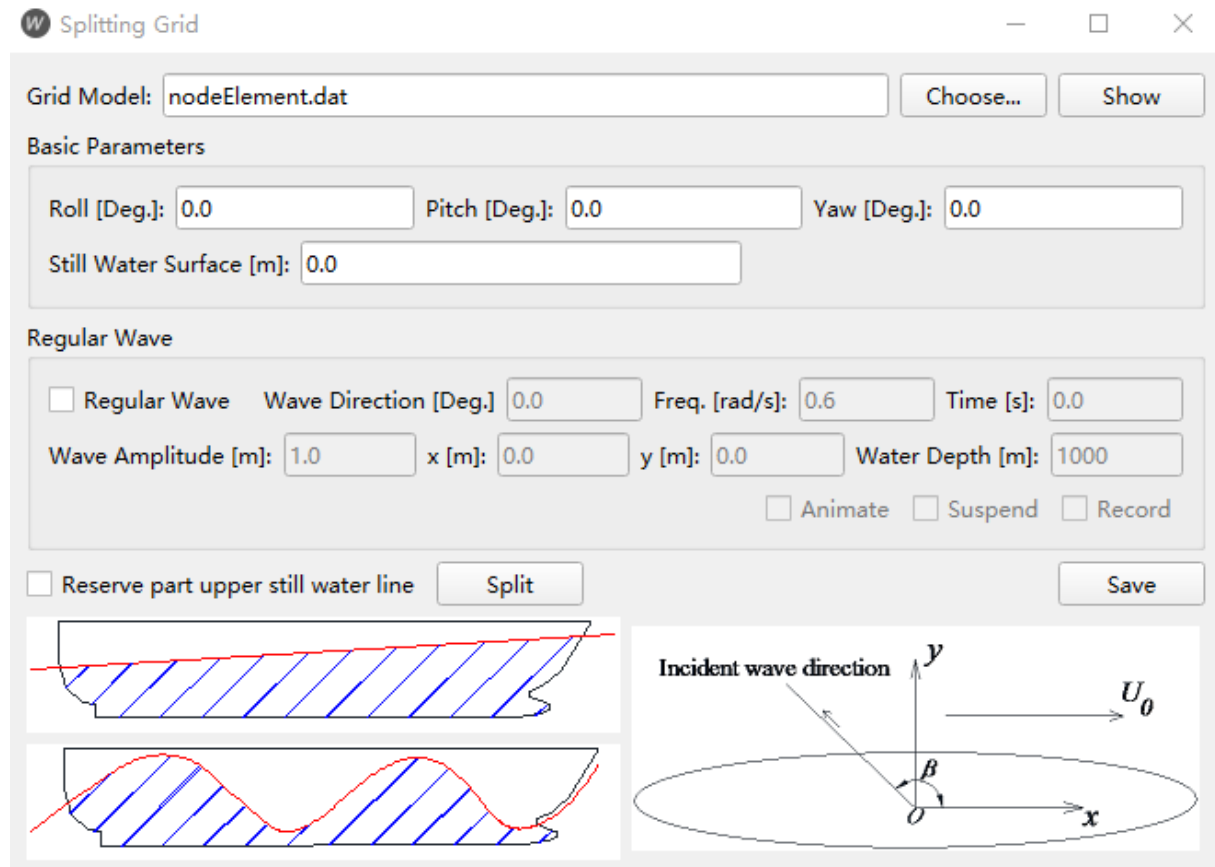 W Splitting Grid
Grid Model: nodeElement.dat Choose... Show
Basic Parameters
Roll [Deg.]: 0.0 Pitch [Deg.]: 0.0 Yaw [Deg.]: 0.0
Still Water Surface [m]: 0.0
Regular Wave
Regular Wave Wave Direction [Deg.] 0.0 Freq. [rad/s]: 0.6 Time [s]: 0.0
Wave Amplitude [m]: 1.0 x [m]: 0.0 y [m]: 0.0 Water Depth [m]: 1000
Animate Suspend Record
Reserve part upper still water line Split Save
Incident wave direction y
U₀
β
O x